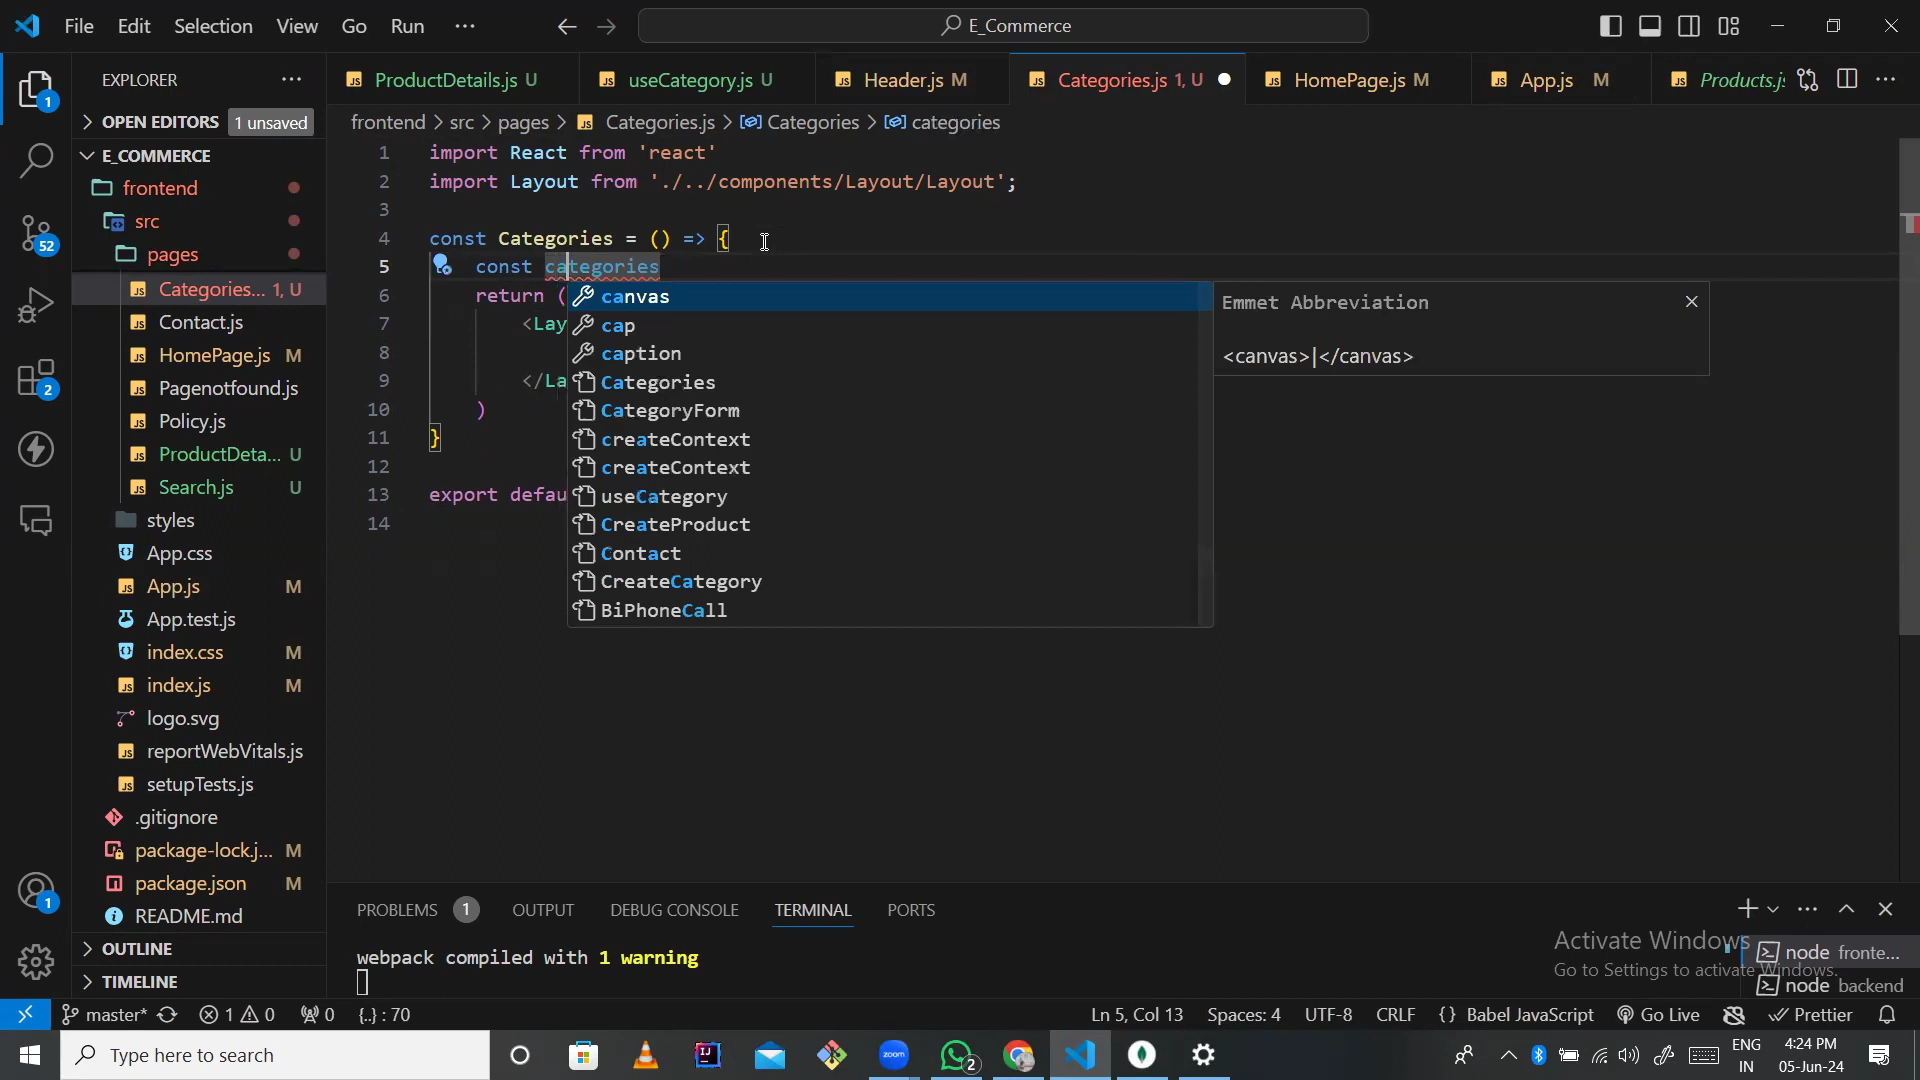 File Edit Selection View Go Run ··· E_Commerce
EXPLORER
ProductDetails.js U useCategory.js U Header.js M Categories.js 1, U HomePage.js M App.js M Products.js
OPEN EDITORS 1 unsaved
frontend > src > pages > Categories.js > Categories > categories
E_COMMERCE
frontend
src
pages
Categories... 1, U
Contact.js
HomePage.js M
Pagenotfound.js
Policy.js
ProductDeta... U
Search.js U
styles
App.css
App.js M
App.test.js
index.css M
index.js M
logo.svg
reportWebVitals.js
setupTests.js
.gitignore
package-lock.j... M
package.json M
README.md
OUTLINE
TIMELINE
1 import React from 'react'
2 import Layout from './../components/Layout/Layout';
3
4 const Categories = () => {
5 const categories
6 return (
7 <Lay
8
9 </La
10 )
11 }
12
13 export defau
14
canvas
cap
caption
Categories
CategoryForm
createContext
createContext
useCategory
CreateProduct
Contact
CreateCategory
BiPhoneCall
Emmet Abbreviation
<canvas>|</canvas>
PROBLEMS 1 OUTPUT DEBUG CONSOLE TERMINAL PORTS
webpack compiled with 1 warning
Activate Windows
Go to Settings to activate Windows.
node fronte...
node backend
1
52
2
1
master* 1 0 0 {..} : 70 Ln 5, Col 13 Spaces: 4 UTF-8 CRLF {} Babel JavaScript Go Live Prettier
Type here to search
zoom
2
ENG
IN
4:24 PM
05-Jun-24